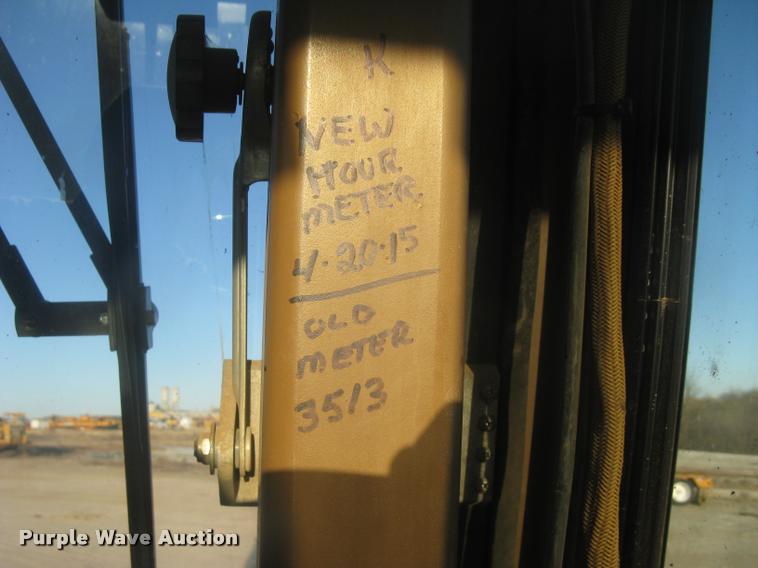 K
NEW
HOUR
METER
4-20-15
OLD
METER
3513
Purple Wave Auction